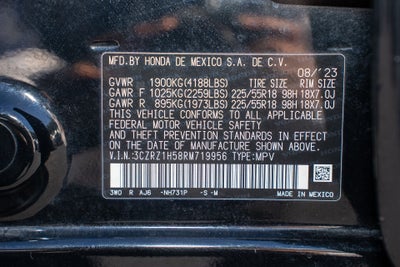 MFD.BY HONDA DE MEXICO S.A. DE C.V.
08/'23
GVWR 1900KG(4188LBS) TIRE SIZE RIM SIZE
GAWR F 1025KG(2259LBS) 225/55R18 98H 18X7.0J
GAWR R 895KG(1973LBS) 225/55R18 98H 18X7.0J
THIS VEHICLE CONFORMS TO ALL APPLICABLE
FEDERAL MOTOR VEHICLE SAFETY
AND THEFT PREVENTION STANDARDS IN EFFECT
ON THE DATE OF MANUFACTURE SHOWN ABOVE.
V.I.N.:3CZRZ1H58RM719956 TYPE:MPV
3W0 R AJ6 -NH731P -S -M
MADE IN MEXICO